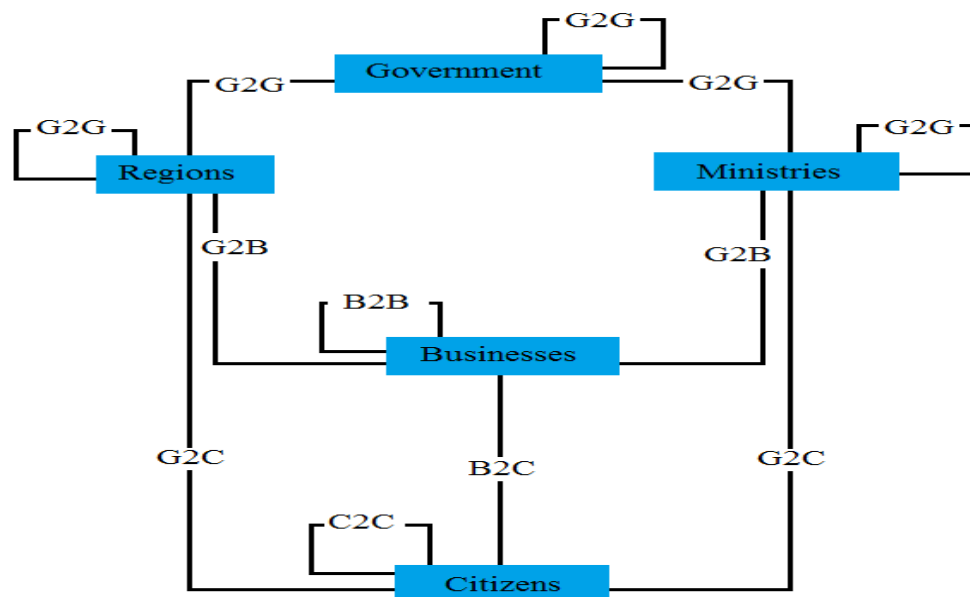 G2G
Government
G2G
G2G
G2G
G2G
Regions
Ministries
G2B
G2B
B2B
Businesses
G2C
B2C
G2C
C2C
Citizens